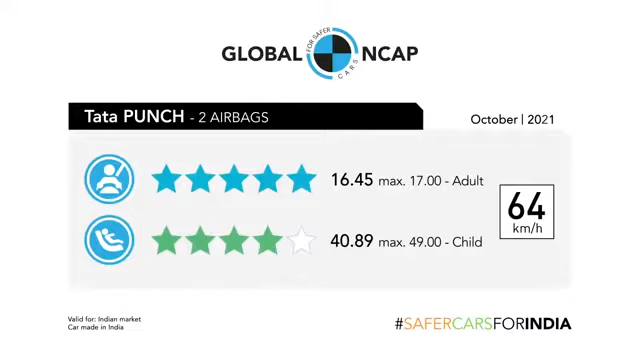 GLOBAL NCAP
FOR SAFER CARS
Tata PUNCH - 2 AIRBAGS
October | 2021
16.45 max. 17.00 - Adult
64
km/h
40.89 max. 49.00 - Child
Valid for: Indian market
Car made in India
#SAFERCARSFORINDIA